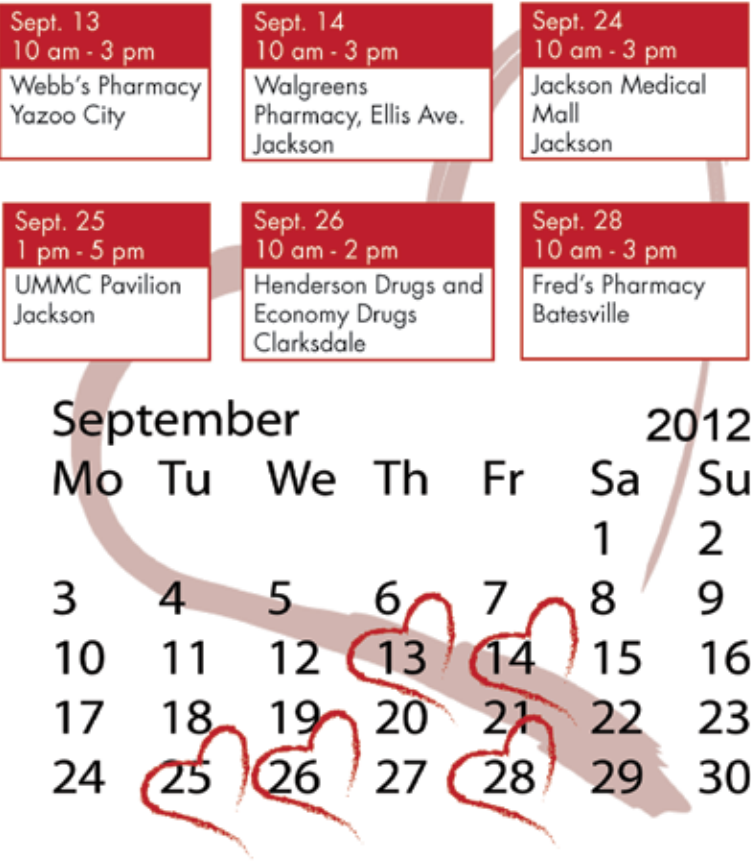 Sept. 13
10 am - 3 pm
Webb's Pharmacy
Yazoo City
Sept. 14
10 am - 3 pm
Walgreens
Pharmacy, Ellis Ave.
Jackson
Sept. 24
10 am - 3 pm
Jackson Medical
Mall
Jackson
Sept. 25
1 pm - 5 pm
UMMC Pavilion
Jackson
Sept. 26
10 am - 2 pm
Henderson Drugs and
Economy Drugs
Clarksdale
Sept. 28
10 am - 3 pm
Fred's Pharmacy
Batesville
September 2012
Mo Tu We Th Fr Sa Su
1 2
3 4 5 6 7 8 9
10 11 12 13 14 15 16
17 18 19 20 21 22 23
24 25 26 27 28 29 30